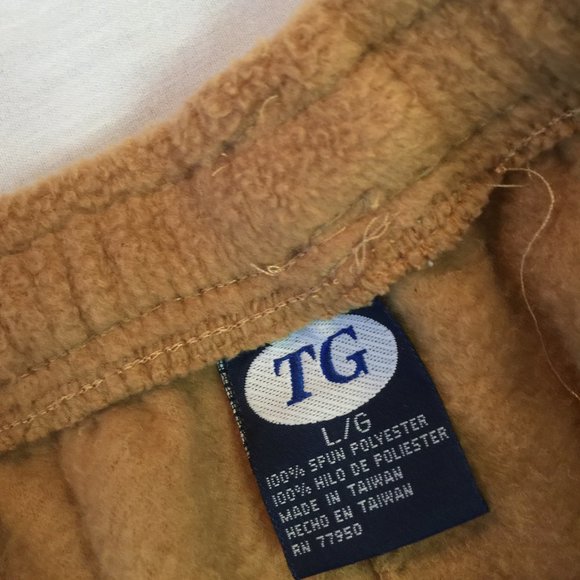 TG
L/G
100% SPUN POLYESTER
100% HILO DE POLIESTER
MADE IN TAIWAN
HECHO EN TAIWAN
RN 77950